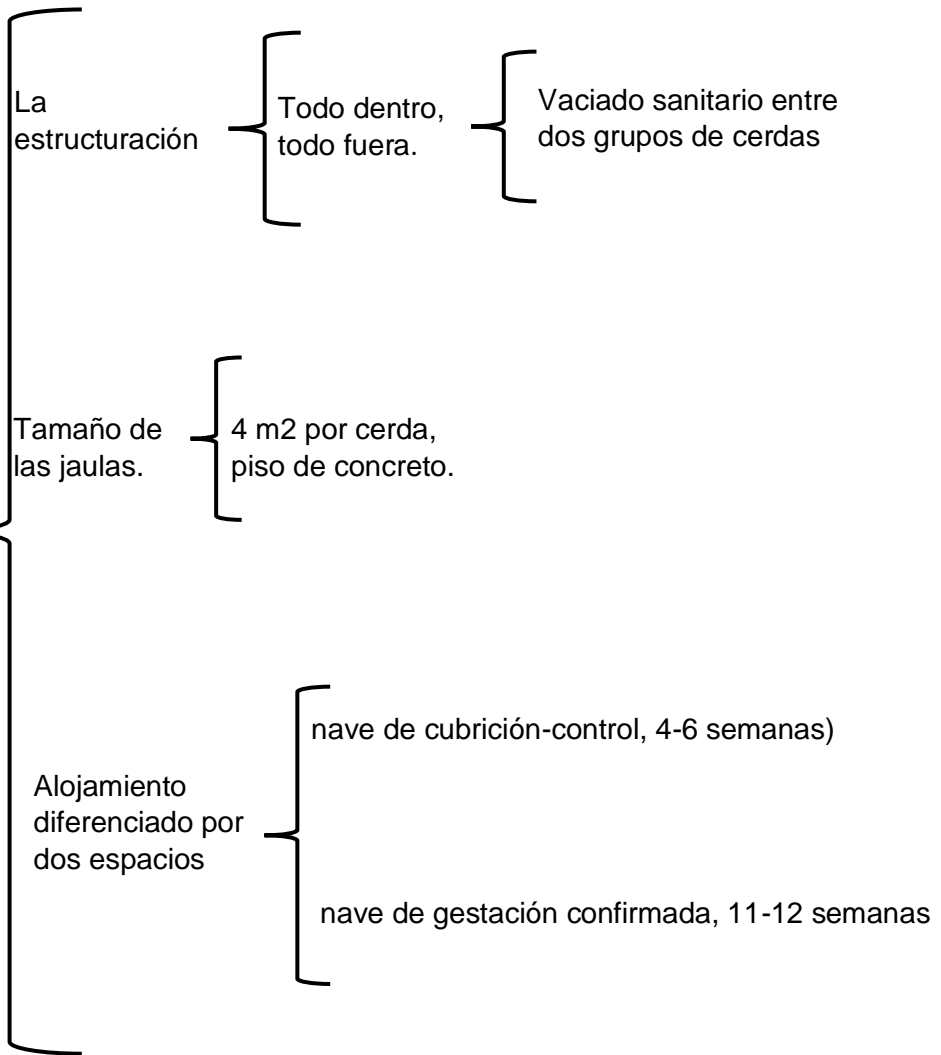 La
estructuración
Todo dentro,
todo fuera.
Vaciado sanitario entre
dos grupos de cerdas
Tamaño de
las jaulas.
4 m2 por cerda,
piso de concreto.
Alojamiento
diferenciado por
dos espacios
nave de cubrición-control, 4-6 semanas)
nave de gestación confirmada, 11-12 semanas